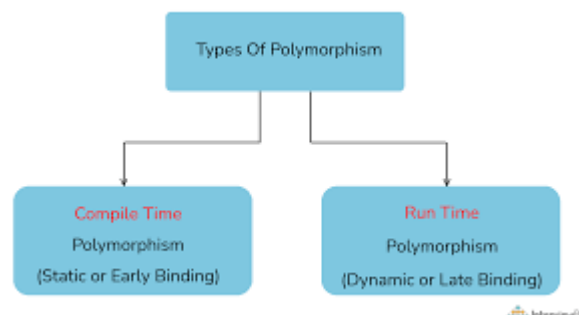 Types Of Polymorphism
Compile Time
Polymorphism
(Static or Early Binding)
Run Time
Polymorphism
(Dynamic or Late Binding)